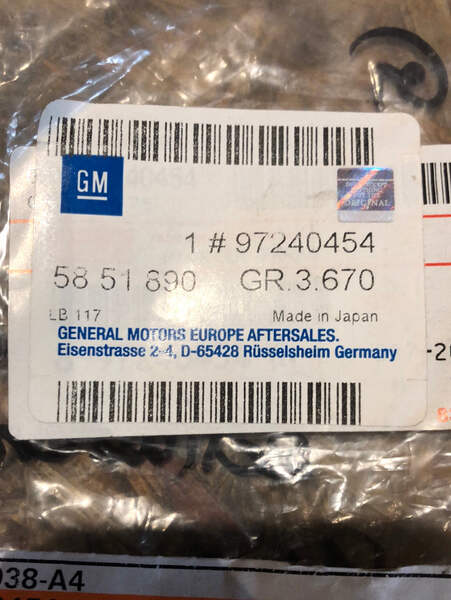 GM
ORIGINAL
1 # 97240454
58 51 890 GR.3.670
LB 117 Made in Japan
GENERAL MOTORS EUROPE AFTERSALES.
Eisenstrasse 2-4, D-65428 Rüsselsheim Germany
038-A4